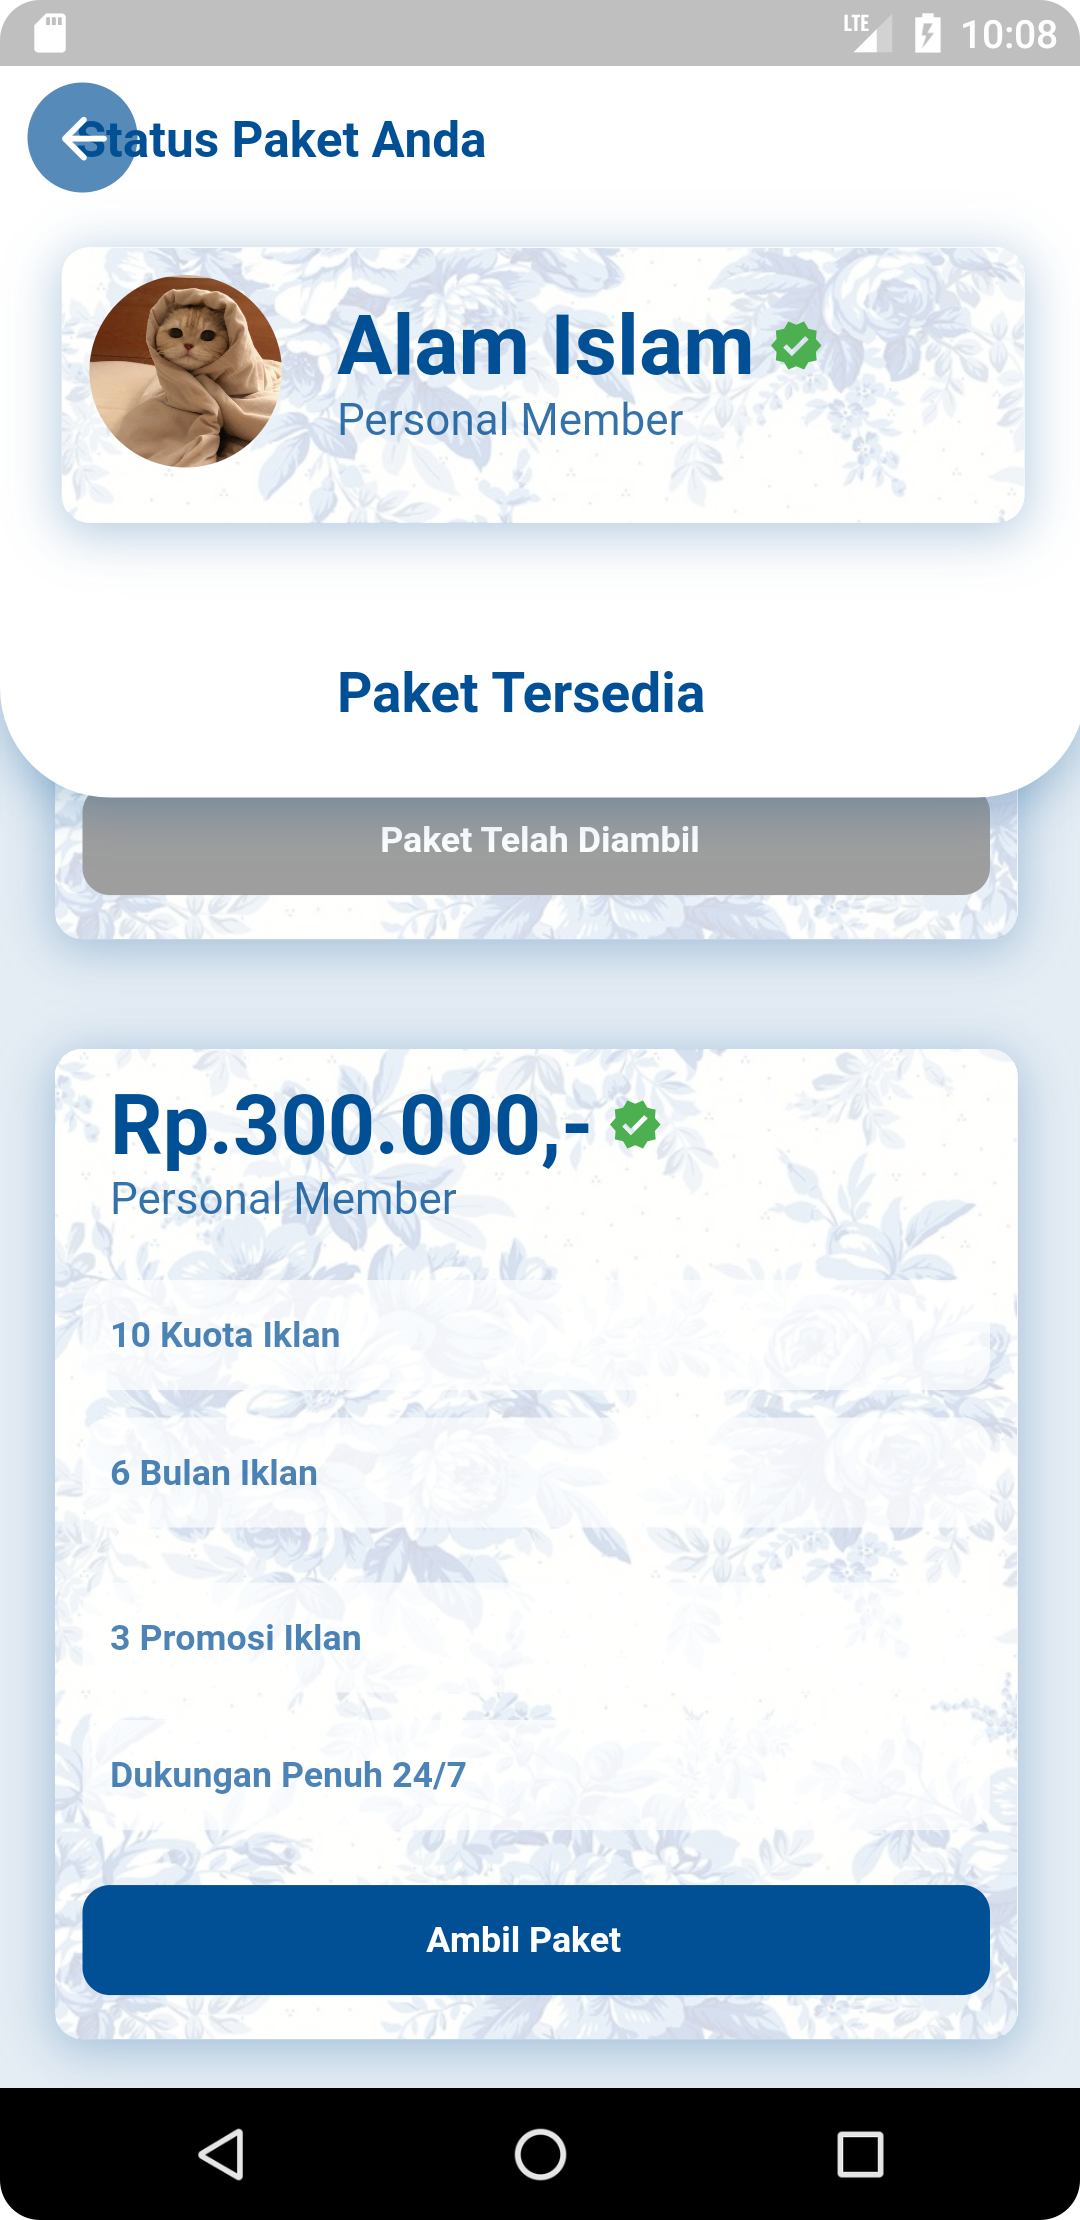 LTE 10:08
Status Paket Anda
Alam Islam
Personal Member
Paket Tersedia
Paket Telah Diambil
Rp.300.000,-
Personal Member
10 Kuota Iklan
6 Bulan Iklan
3 Promosi Iklan
Dukungan Penuh 24/7
Ambil Paket